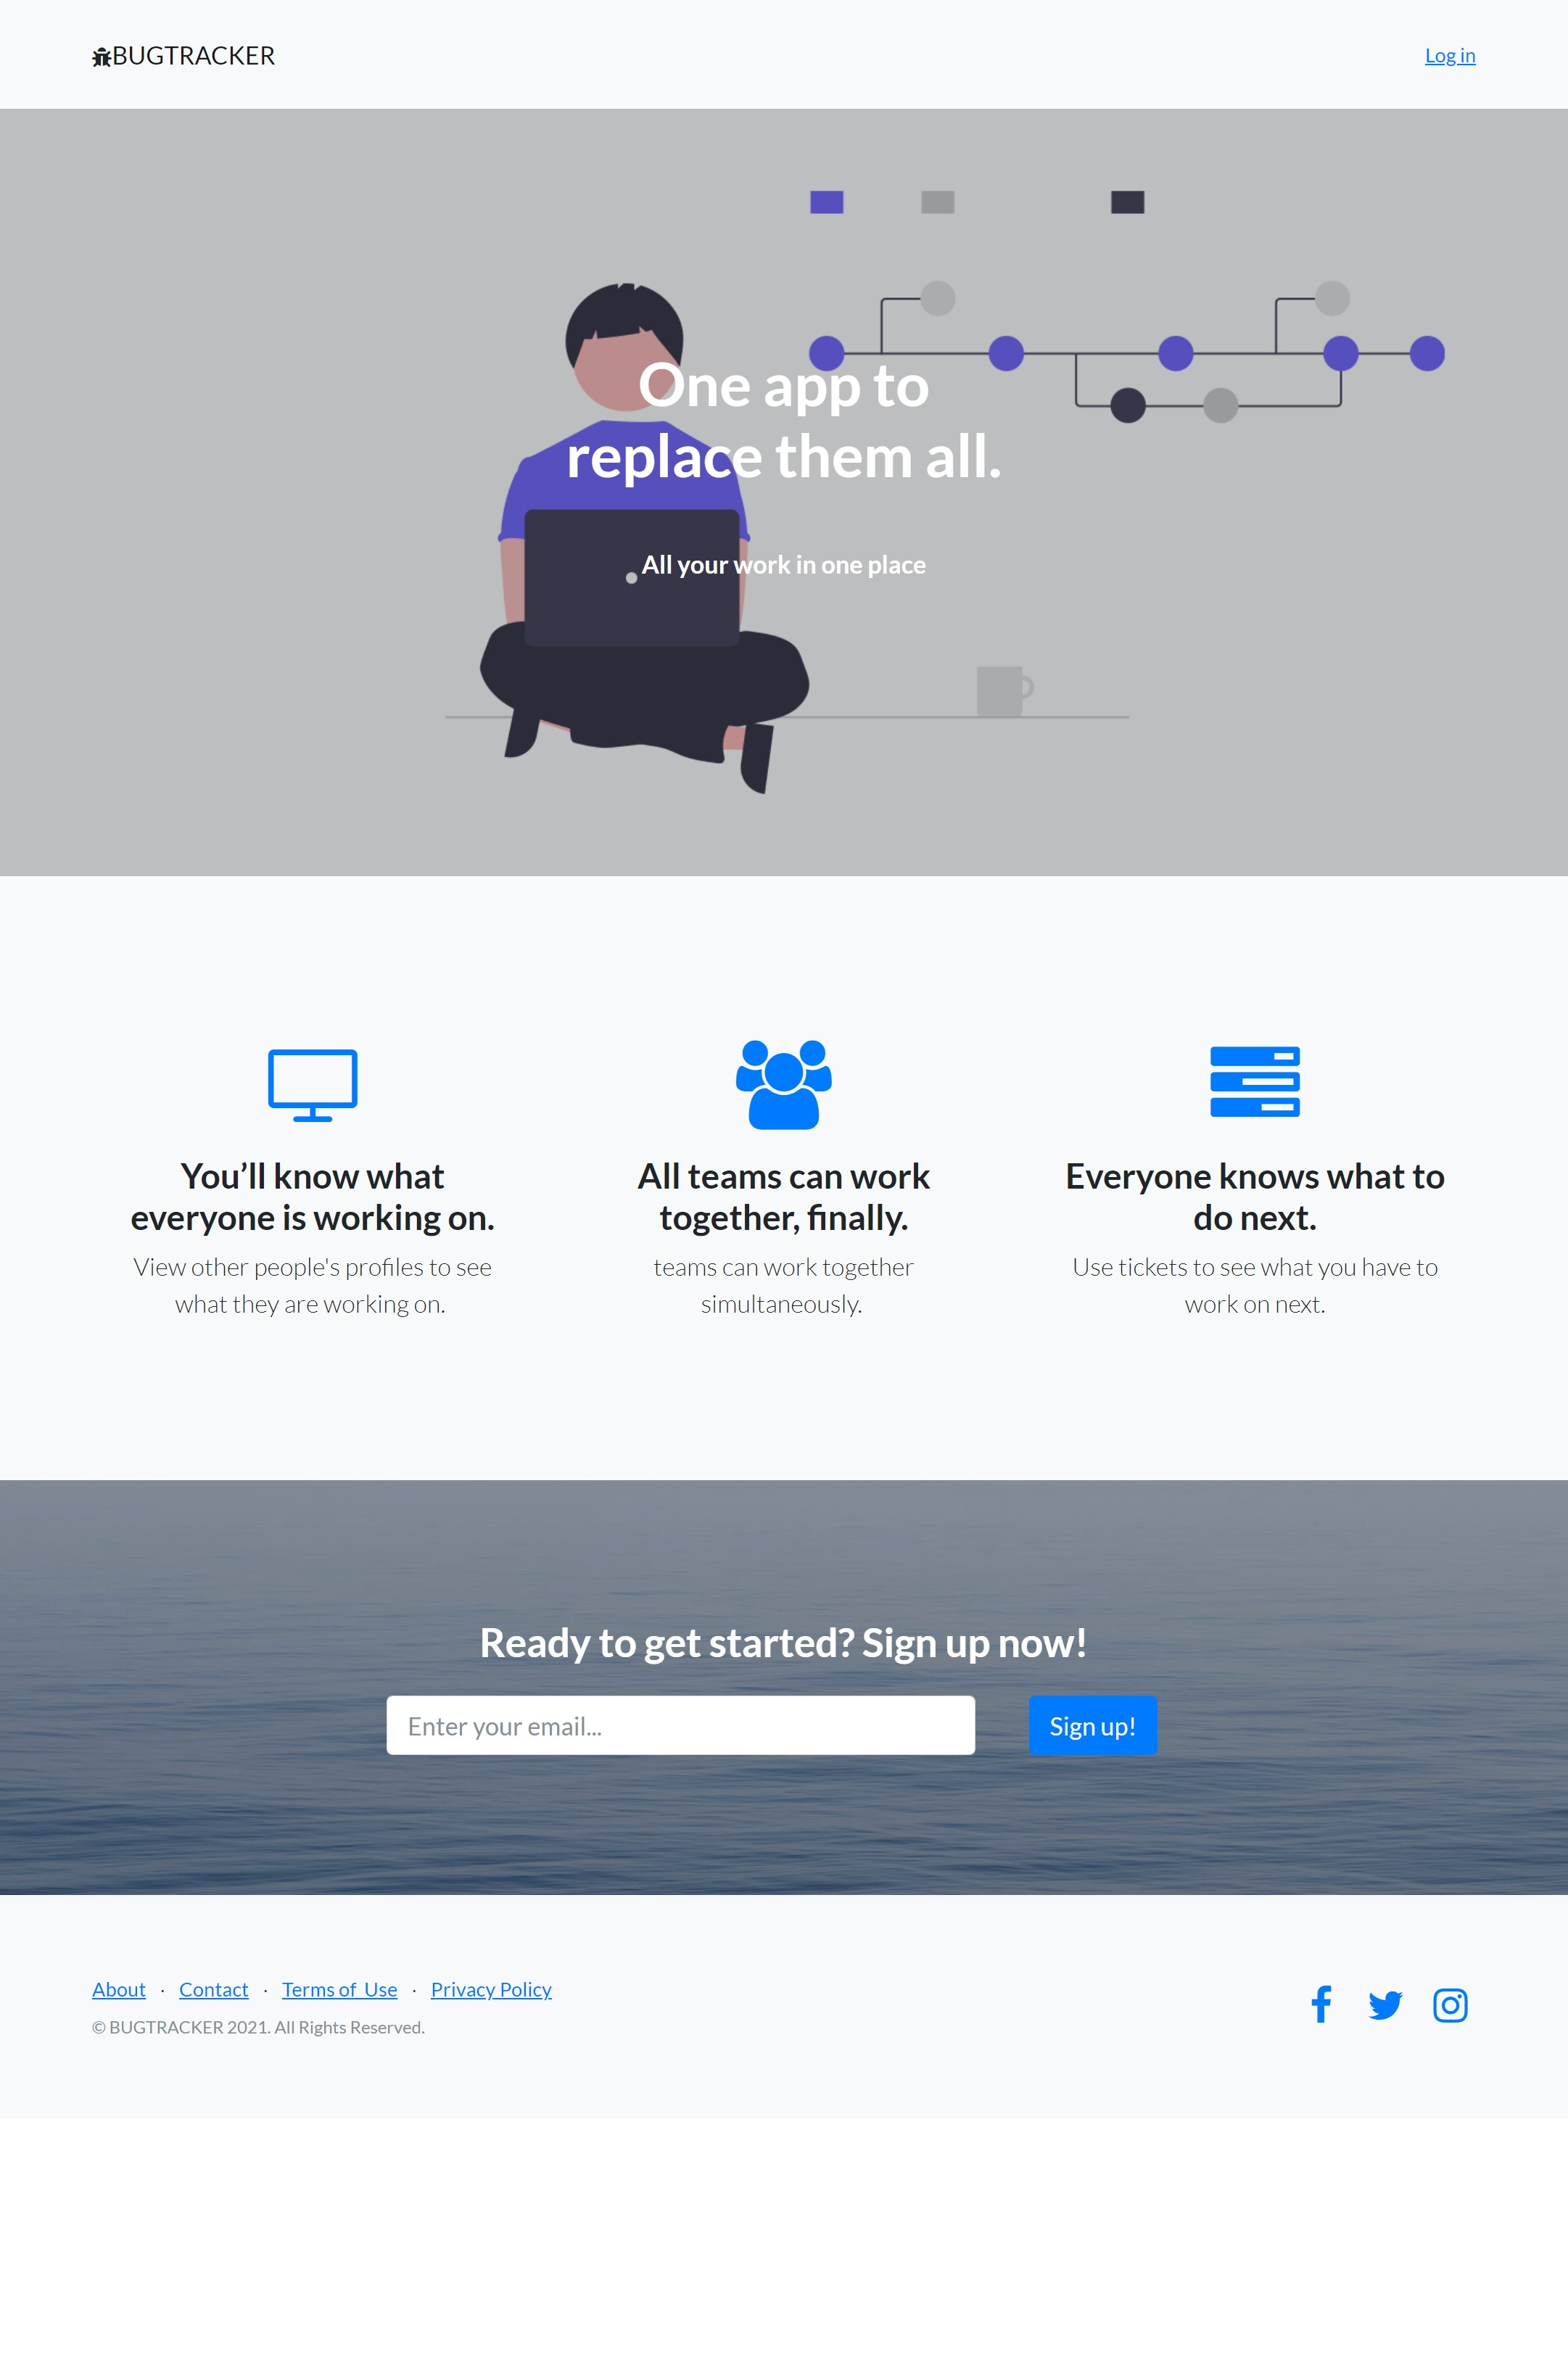 BUGTRACKER
Log in
One app to
replace them all.
All your work in one place
You’ll know what
everyone is working on.
View other people's profiles to see
what they are working on.
All teams can work
together, finally.
teams can work together
simultaneously.
Everyone knows what to
do next.
Use tickets to see what you have to
work on next.
Ready to get started? Sign up now!
Enter your email...
Sign up!
About · Contact · Terms of Use · Privacy Policy
© BUGTRACKER 2021. All Rights Reserved.